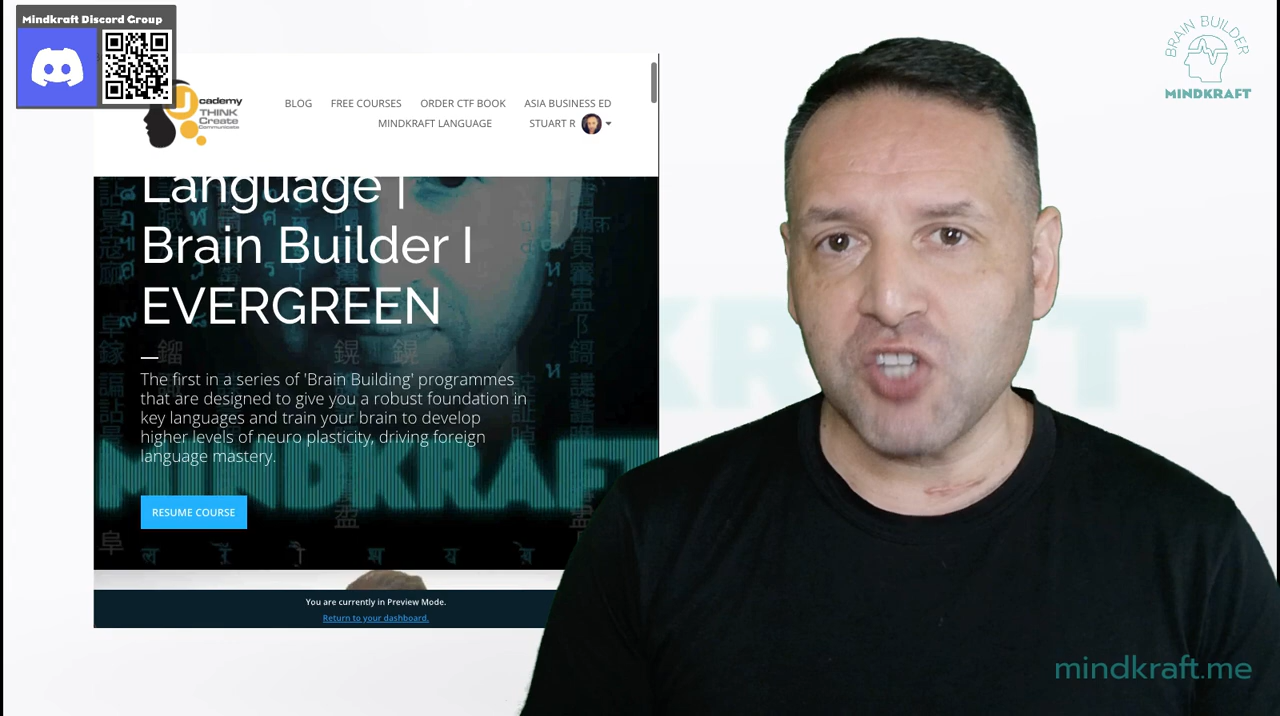 Mindkraft Discord Group
BRAIN BUILDER
MINDKRAFT
cademy
THINK
Create
Communicate
BLOG FREE COURSES ORDER CTF BOOK ASIA BUSINESS ED
MINDKRAFT LANGUAGE STUART R
Language |
Brain Builder I
EVERGREEN
The first in a series of 'Brain Building' programmes
that are designed to give you a robust foundation in
key languages and train your brain to develop
higher levels of neuro plasticity, driving foreign
language mastery.
MINDKRAFT
RESUME COURSE
You are currently in Preview Mode.
Return to your dashboard.
mindkraft.me